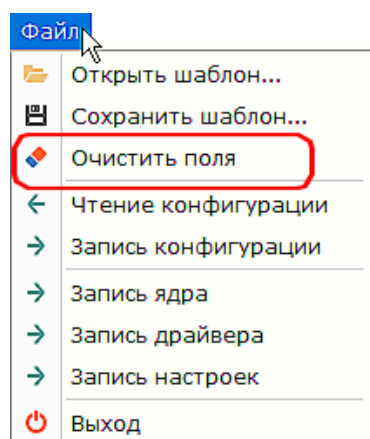 Файл
Открыть шаблон...
Сохранить шаблон...
Очистить поля
Чтение конфигурации
Запись конфигурации
Запись ядра
Запись драйвера
Запись настроек
Выход